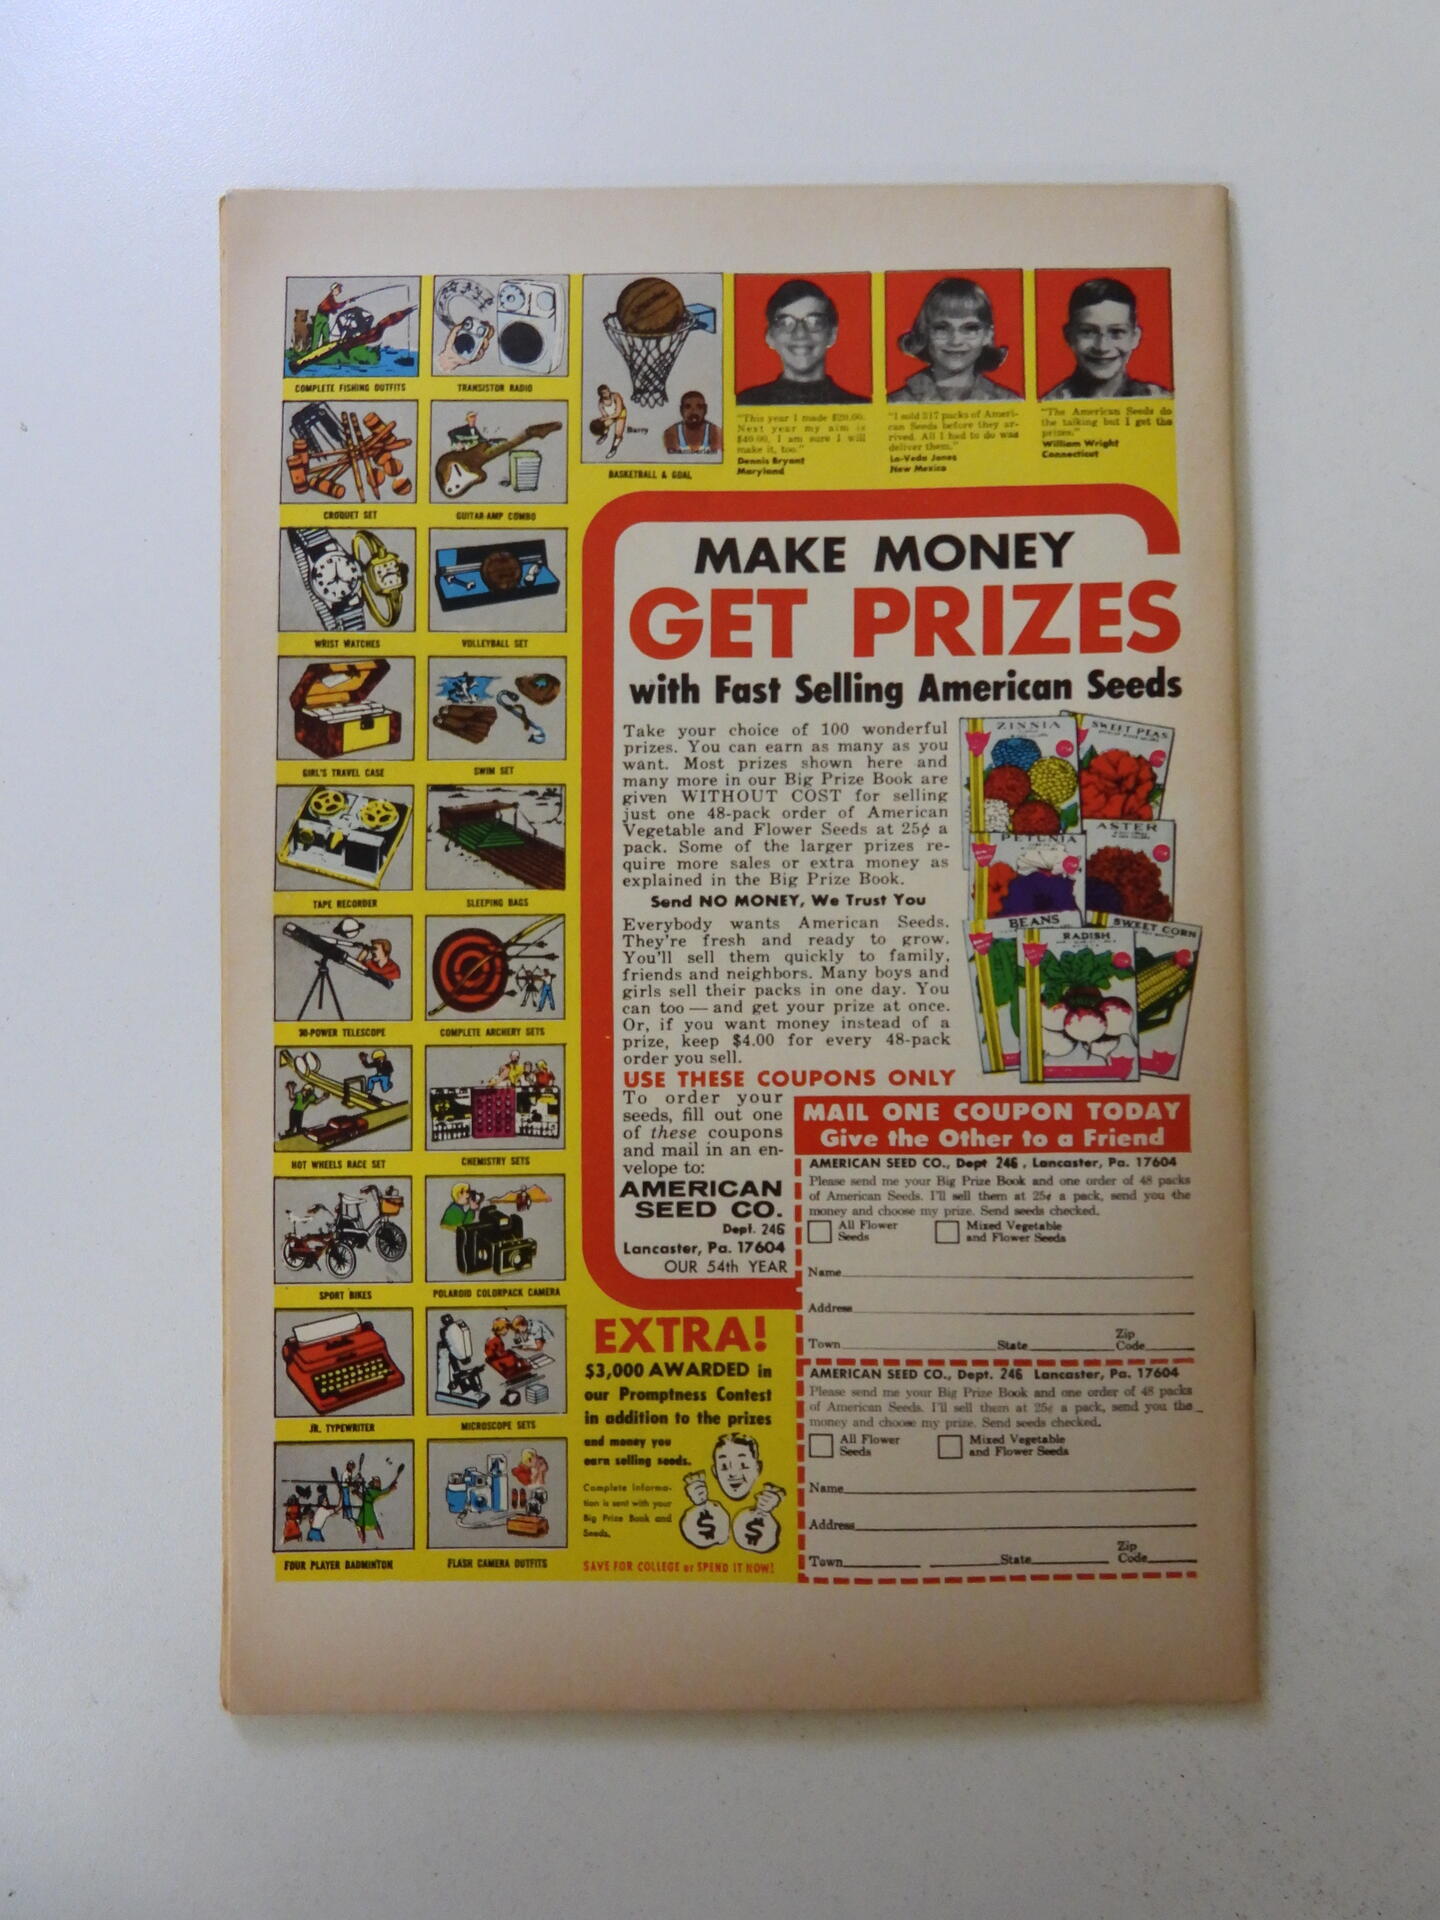 COMPLETE FISHING OUTFITS
TRANSISTOR RADIO
CROQUET SET
GUITAR-AMP COMBO
WRIST WATCHES
VOLLEYBALL SET
GIRL'S TRAVEL CASE
SWIM SET
TAPE RECORDER
SLEEPING BAGS
30-POWER TELESCOPE
COMPLETE ARCHERY SETS
HOT WHEELS RACE SET
CHEMISTRY SETS
SPORT BIKES
POLAROID COLORPACK CAMERA
JR. TYPEWRITER
MICROSCOPE SETS
FOUR PLAYER BADMINTON
FLASH CAMERA OUTFITS
Barry
Chamberlain
BASKETBALL & GOAL
"This year I made $20.00.
Next year my aim is
$40.00. I am sure I will
make it, too."
Dennis Bryant
Maryland
"I sold 317 packs of Ameri-
can Seeds before they ar-
rived. All I had to do was
deliver them."
La-Veda Jones
New Mexico
"The American Seeds do
the talking but I get the
prizes."
William Wright
Connecticut
MAKE MONEY
GET PRIZES
with Fast Selling American Seeds
Take your choice of 100 wonderful
prizes. You can earn as many as you
want. Most prizes shown here and
many more in our Big Prize Book are
given WITHOUT COST for selling
just one 48-pack order of American
Vegetable and Flower Seeds at 25¢ a
pack. Some of the larger prizes re-
quire more sales or extra money as
explained in the Big Prize Book.
Send NO MONEY, We Trust You
Everybody wants American Seeds.
They're fresh and ready to grow.
You'll sell them quickly to family,
friends and neighbors. Many boys and
girls sell their packs in one day. You
can too — and get your prize at once.
Or, if you want money instead of a
prize, keep $4.00 for every 48-pack
order you sell.
ZINNIA
SWEET PEAS
PETUNIA
ASTER
BEANS
RADISH
SWEET CORN
USE THESE COUPONS ONLY
To order your
seeds, fill out one
of these coupons
and mail in an en-
velope to:
AMERICAN
SEED CO.
Dept. 246
Lancaster, Pa. 17604
OUR 54th YEAR
MAIL ONE COUPON TODAY
Give the Other to a Friend
AMERICAN SEED CO., Dept 246, Lancaster, Pa. 17604
Please send me your Big Prize Book and one order of 48 packs
of American Seeds. I'll sell them at 25¢ a pack, send you the
money and choose my prize. Send seeds checked.
All Flower
Seeds
Mixed Vegetable
and Flower Seeds
Name
Address
Town State Zip Code
AMERICAN SEED CO., Dept. 246 Lancaster, Pa. 17604
Please send me your Big Prize Book and one order of 48 packs
of American Seeds. I'll sell them at 25¢ a pack, send you the
money and choose my prize. Send seeds checked.
All Flower
Seeds
Mixed Vegetable
and Flower Seeds
Name
Address
Town State Zip Code
EXTRA!
$3,000 AWARDED in
our Promptness Contest
in addition to the prizes
and money you
earn selling seeds.
Complete Informa-
tion is sent with your
Big Prize Book and
Seeds.
$ $
SAVE FOR COLLEGE or SPEND IT NOW!